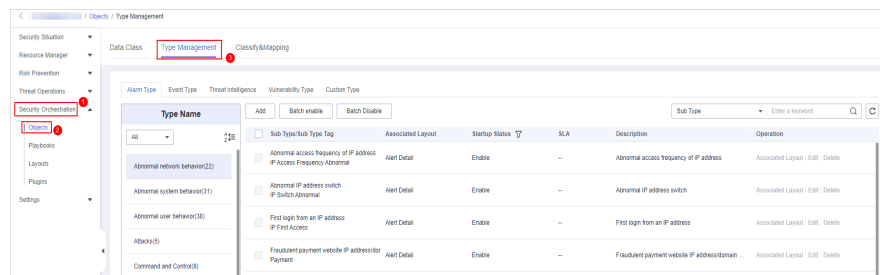 / Objects / Type Management
Security Situation
Resource Manager
Risk Prevention
Threat Operations
Security Orchestration
1
Objects
2
Playbooks
Layouts
Plugins
Settings
Data Class
Type Management
3
Classify&Mapping
Alarm Type
Event Type
Threat Intelligence
Vulnerability Type
Custom Type
Type Name
All
Abnormal network behavior(22)
Abnormal system behavior(31)
Abnormal user behavior(38)
Attacks(5)
Command and Control(8)
Add
Batch enable
Batch Disable
Sub Type
Enter a keyword.
Sub Type/Sub Type Tag
Associated Layout
Startup Status
SLA
Description
Operation
Abnormal access frequency of IP address
IP Access Frequency Abnormal
Alert Detail
Enable
--
Abnormal access frequency of IP address
Associated Layout | Edit | Delete
Abnormal IP address switch
IP Switch Abnormal
Alert Detail
Enable
--
Abnormal IP address switch
Associated Layout | Edit | Delete
First login from an IP address
IP First Access
Alert Detail
Enable
--
First login from an IP address
Associated Layout | Edit | Delete
Fraudulent payment website IP address/dor
Payment
Alert Detail
Enable
--
Fraudulent payment website IP address/domain ...
Associated Layout | Edit | Delete